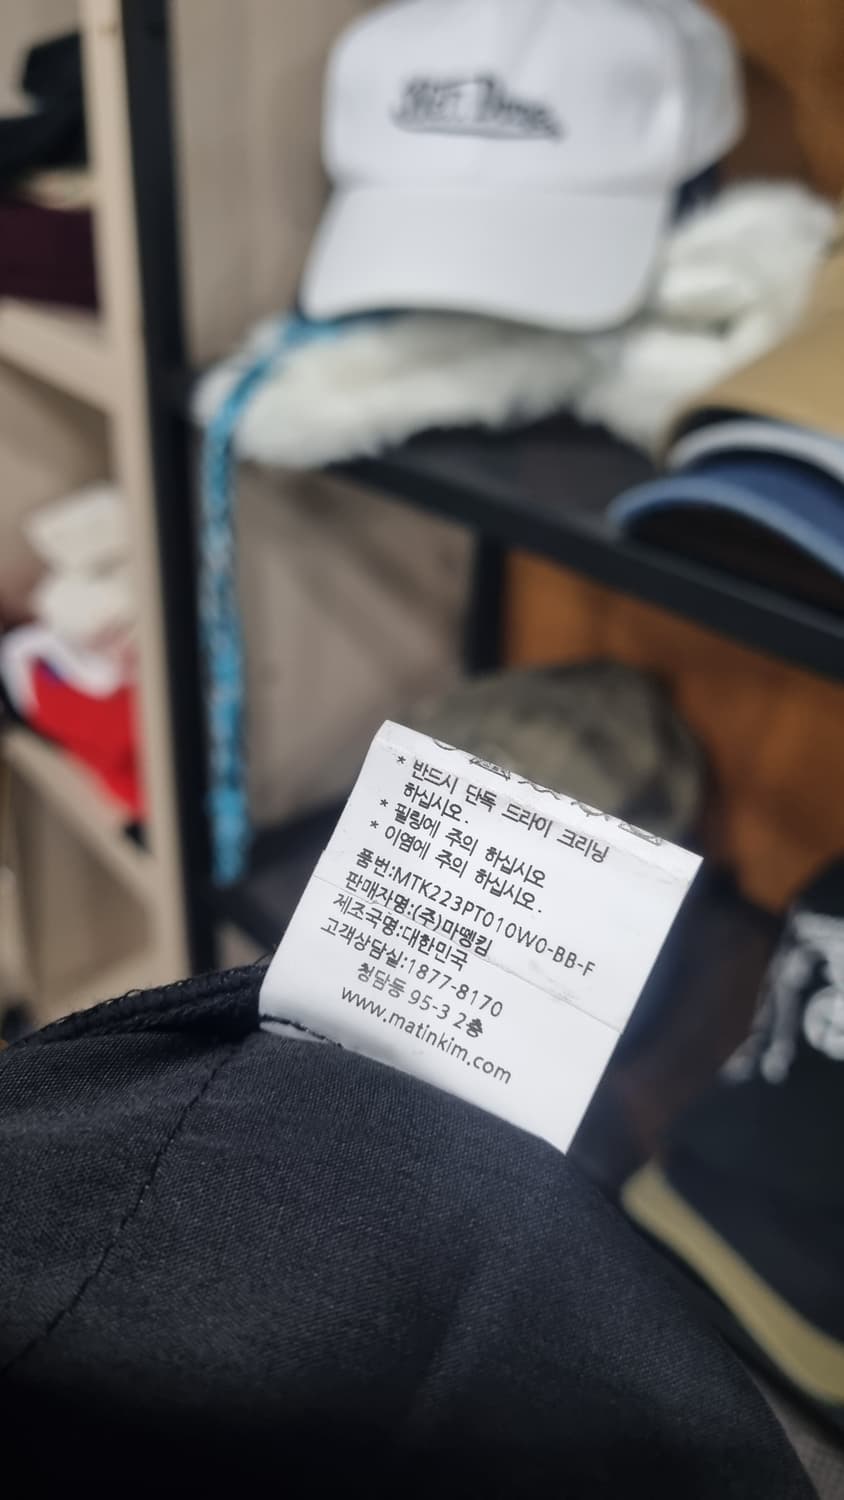 * 반드시 단독 드라이 크리닝
하십시오.
* 필링에 주의 하십시오
* 이염에 주의 하십시오.
품번:MTK223PT010W0-BB-F
판매자명:(주)마뗑킴
제조국명:대한민국
고객상담실:1877-8170
청담동 95-3 2층
www.matinkim.com